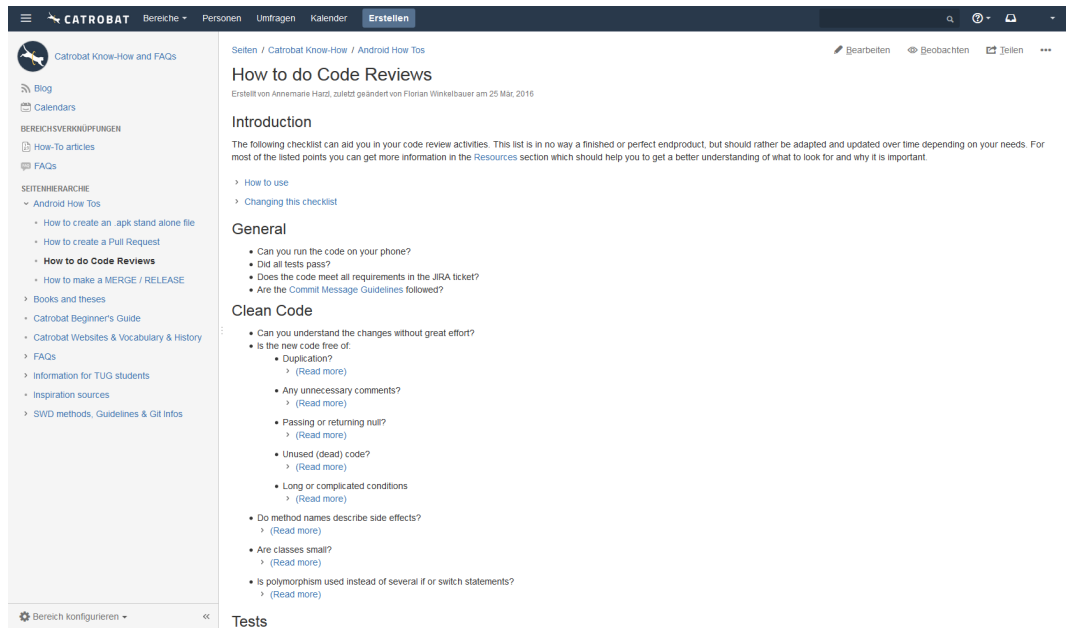 CATROBAT Bereiche Personen Umfragen Kalender Erstellen
Catrobat Know-How and FAQs
Blog
Calendars
BEREICHSVERKNÜPFUNGEN
How-To articles
FAQs
SEITENHIERARCHIE
Android How Tos
How to create an .apk stand alone file
How to create a Pull Request
How to do Code Reviews
How to make a MERGE / RELEASE
Books and theses
Catrobat Beginner's Guide
Catrobat Websites & Vocabulary & History
FAQs
Information for TUG students
Inspiration sources
SWD methods, Guidelines & Git Infos
Bereich konfigurieren
Seiten / Catrobat Know-How / Android How Tos
Bearbeiten Beobachten Teilen
How to do Code Reviews
Erstellt von Annemarie Harzl, zuletzt geändert von Florian Winkelbauer am 25 Mär, 2016
Introduction
The following checklist can aid you in your code review activities. This list is in no way a finished or perfect endproduct, but should rather be adapted and updated over time depending on your needs. For
most of the listed points you can get more information in the Resources section which should help you to get a better understanding of what to look for and why it is important.
How to use
Changing this checklist
General
• Can you run the code on your phone?
• Did all tests pass?
• Does the code meet all requirements in the JIRA ticket?
• Are the Commit Message Guidelines followed?
Clean Code
• Can you understand the changes without great effort?
• Is the new code free of:
• Duplication?
(Read more)
• Any unnecessary comments?
(Read more)
• Passing or returning null?
(Read more)
• Unused (dead) code?
(Read more)
• Long or complicated conditions
(Read more)
• Do method names describe side effects?
(Read more)
• Are classes small?
(Read more)
• Is polymorphism used instead of several if or switch statements?
(Read more)
Tests